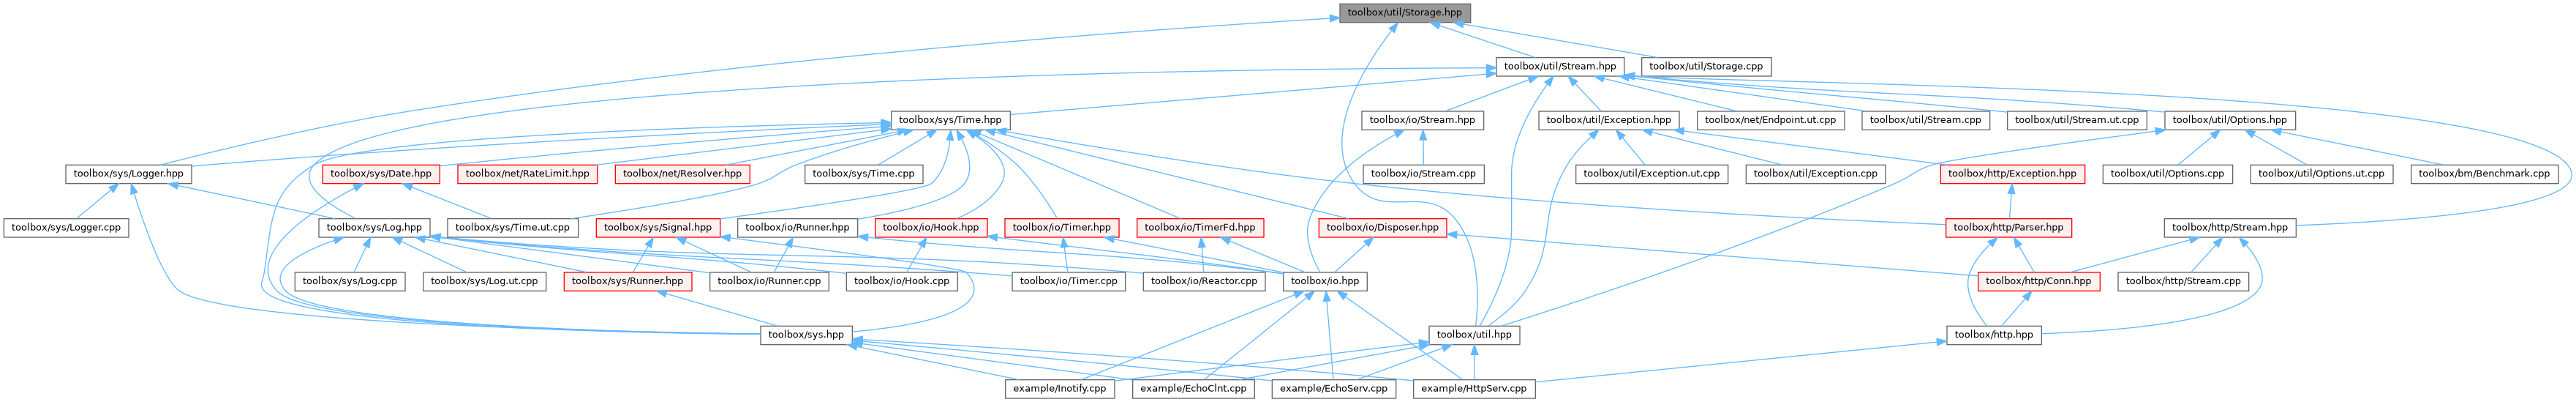 toolbox/util/Storage.hpp
toolbox/util/Stream.hpp
toolbox/util/Storage.cpp
toolbox/sys/Time.hpp
toolbox/io/Stream.hpp
toolbox/util/Exception.hpp
toolbox/net/Endpoint.ut.cpp
toolbox/util/Stream.cpp
toolbox/util/Stream.ut.cpp
toolbox/util/Options.hpp
toolbox/sys/Logger.hpp
toolbox/sys/Date.hpp
toolbox/net/RateLimit.hpp
toolbox/net/Resolver.hpp
toolbox/sys/Time.cpp
toolbox/io/Stream.cpp
toolbox/util/Exception.ut.cpp
toolbox/util/Exception.cpp
toolbox/http/Exception.hpp
toolbox/util/Options.cpp
toolbox/util/Options.ut.cpp
toolbox/bm/Benchmark.cpp
toolbox/sys/Logger.cpp
toolbox/sys/Log.hpp
toolbox/sys/Time.ut.cpp
toolbox/sys/Signal.hpp
toolbox/io/Runner.hpp
toolbox/io/Hook.hpp
toolbox/io/Timer.hpp
toolbox/io/TimerFd.hpp
toolbox/io/Disposer.hpp
toolbox/http/Parser.hpp
toolbox/http/Stream.hpp
toolbox/sys/Log.cpp
toolbox/sys/Log.ut.cpp
toolbox/sys/Runner.hpp
toolbox/io/Runner.cpp
toolbox/io/Hook.cpp
toolbox/io/Timer.cpp
toolbox/io/Reactor.cpp
toolbox/io.hpp
toolbox/http/Conn.hpp
toolbox/http/Stream.cpp
toolbox/sys.hpp
toolbox/util.hpp
toolbox/http.hpp
example/Inotify.cpp
example/EchoClnt.cpp
example/EchoServ.cpp
example/HttpServ.cpp